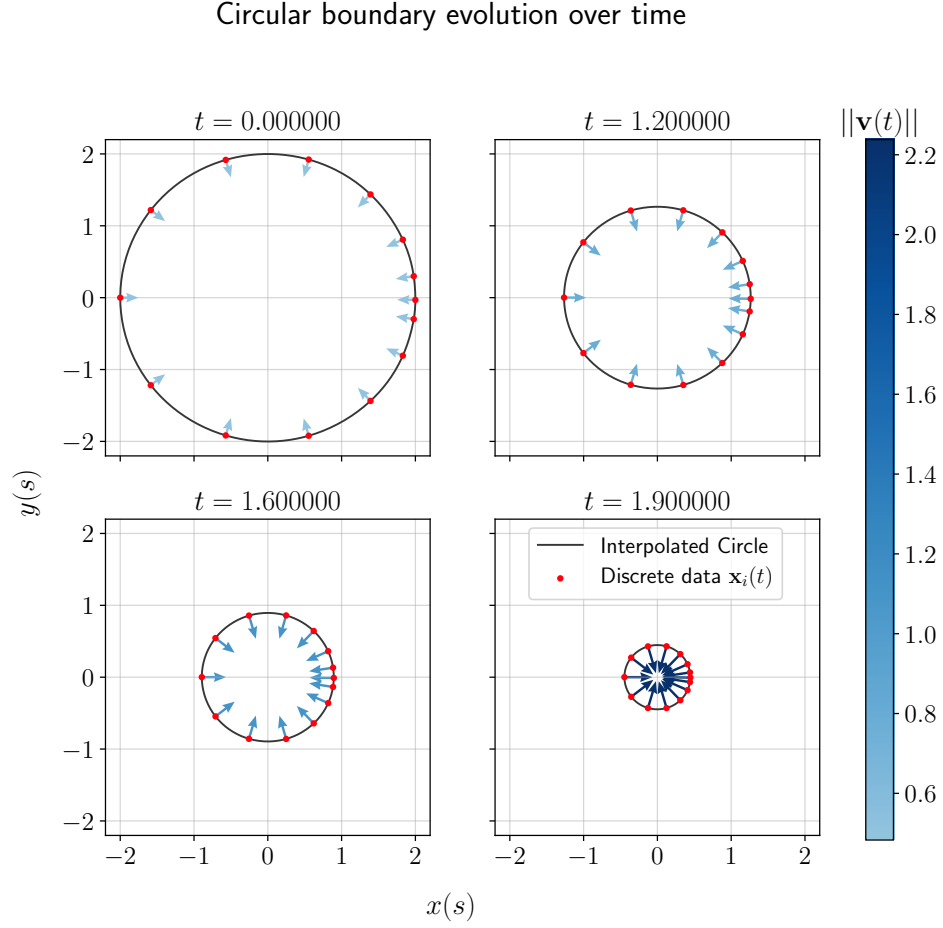 Circular boundary evolution over time
t = 0.000000
t = 1.200000
||v(t)||
2
1
0
−1
−2
2.2
2.0
1.8
1.6
1.4
1.2
1.0
0.8
0.6
y(s)
t = 1.600000
t = 1.900000
2
1
0
−1
−2
Interpolated Circle
Discrete data x_i(t)
−2 −1 0 1 2
−2 −1 0 1 2
x(s)